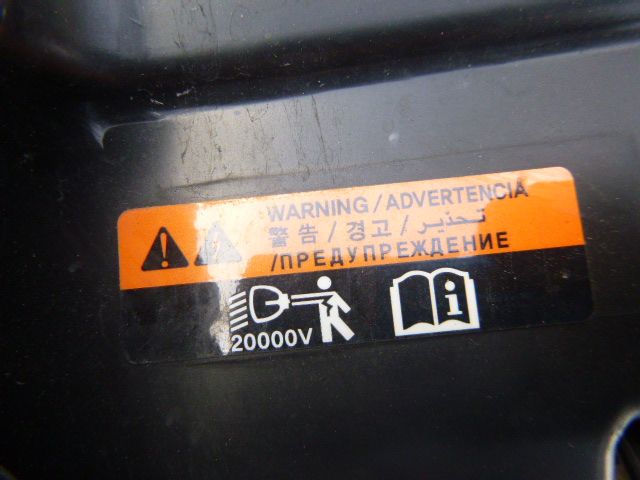 WARNING/ADVERTENCIA
警告/경고/تحذير
/ПРЕДУПРЕЖДЕНИЕ
20000V